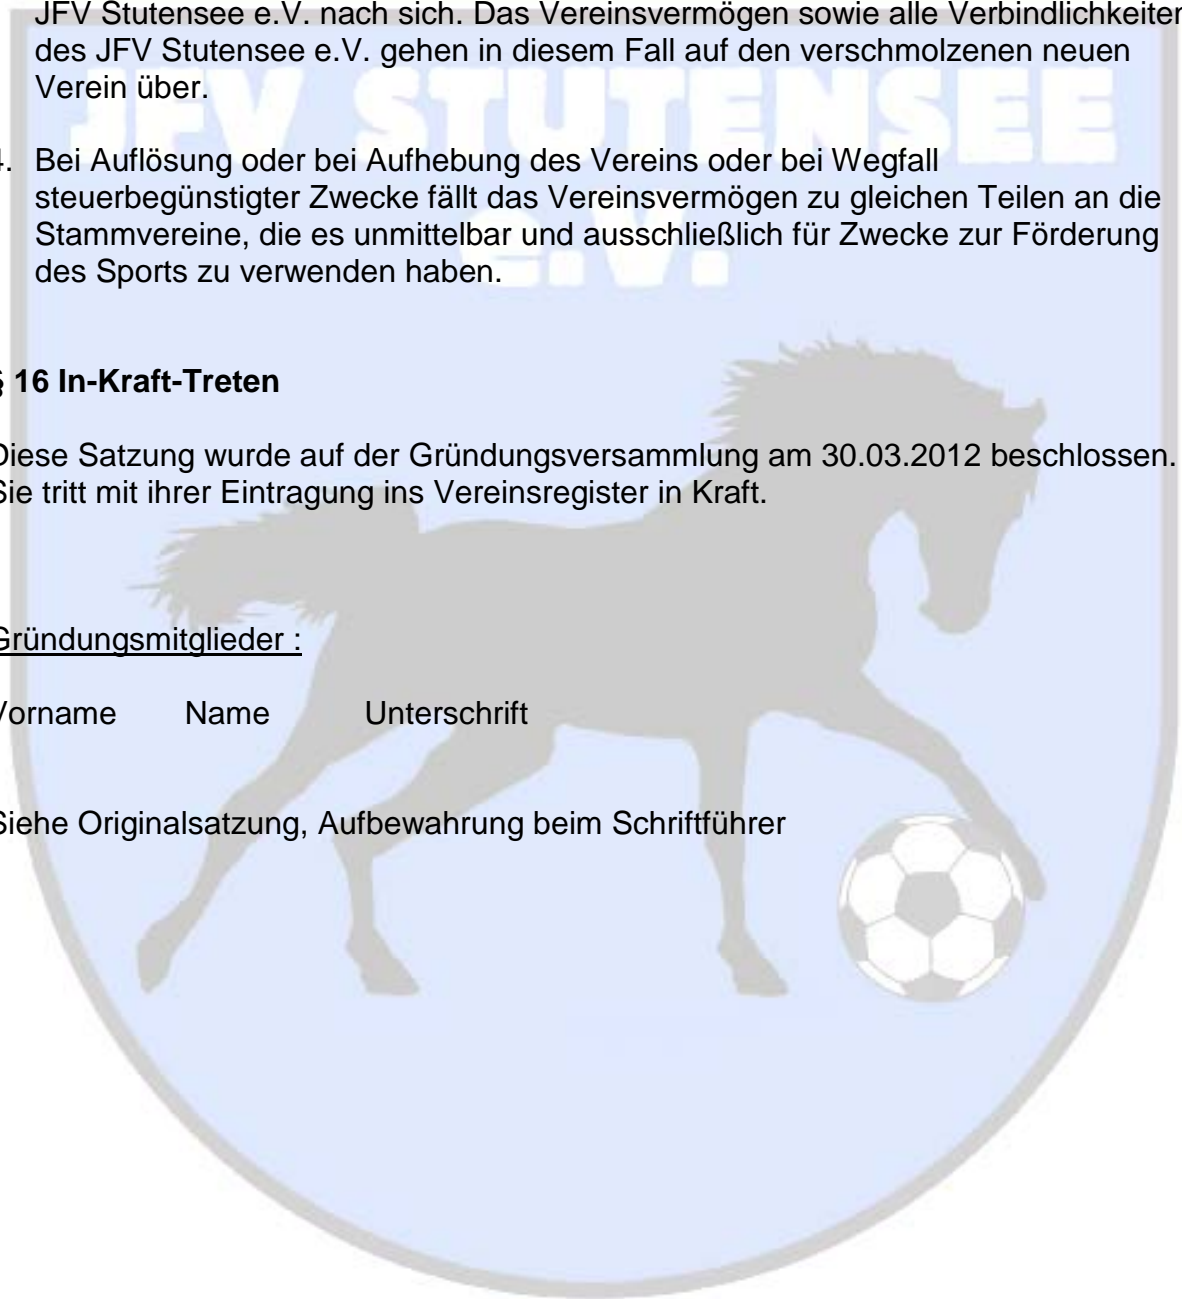 JFV Stutensee e.V. nach sich. Das Vereinsvermögen sowie alle Verbindlichkeiten
des JFV Stutensee e.V. gehen in diesem Fall auf den verschmolzenen neuen
Verein über.
JFV STUTENSEE
e.V.
4. Bei Auflösung oder bei Aufhebung des Vereins oder bei Wegfall
steuerbegünstigter Zwecke fällt das Vereinsvermögen zu gleichen Teilen an die
Stammvereine, die es unmittelbar und ausschließlich für Zwecke zur Förderung
des Sports zu verwenden haben.
§ 16 In-Kraft-Treten
Diese Satzung wurde auf der Gründungsversammlung am 30.03.2012 beschlossen.
Sie tritt mit ihrer Eintragung ins Vereinsregister in Kraft.
Gründungsmitglieder :
Vorname Name Unterschrift
Siehe Originalsatzung, Aufbewahrung beim Schriftführer